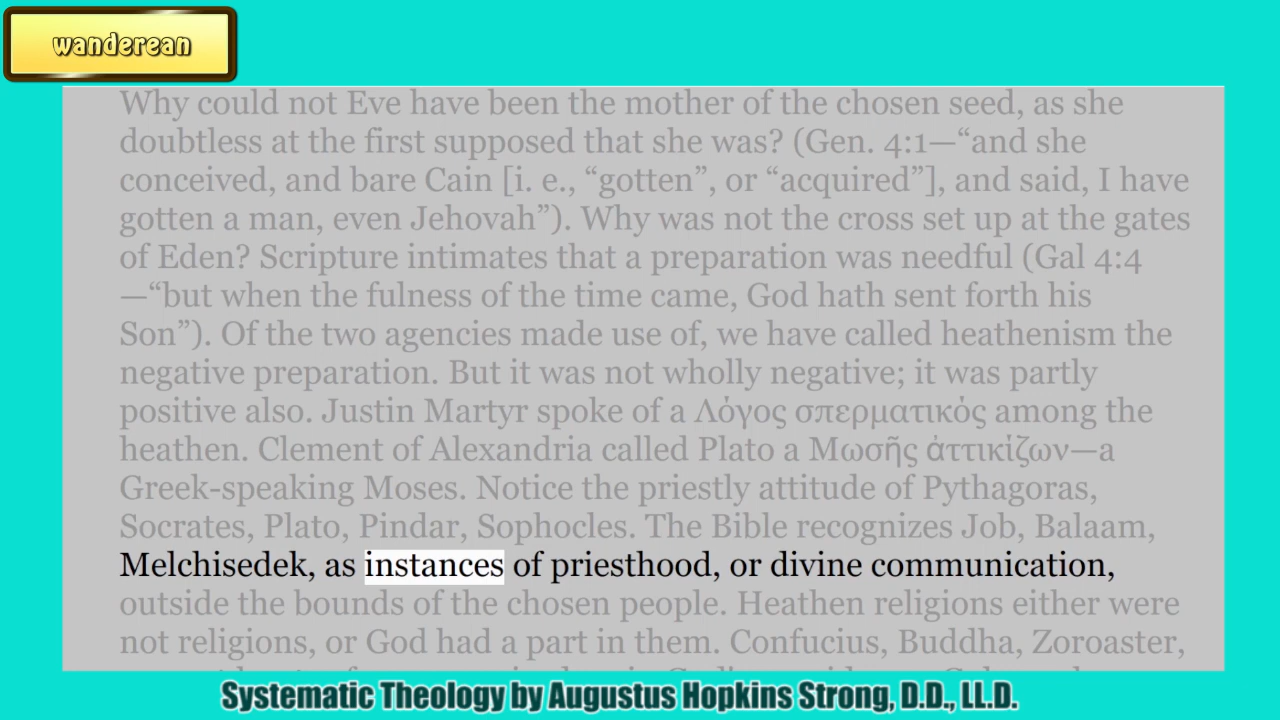 wanderean
Why could not Eve have been the mother of the chosen seed, as she
doubtless at the first supposed that she was? (Gen. 4:1—“and she
conceived, and bare Cain [i. e., “gotten”, or “acquired”], and said, I have
gotten a man, even Jehovah”). Why was not the cross set up at the gates
of Eden? Scripture intimates that a preparation was needful (Gal 4:4
—“but when the fulness of the time came, God hath sent forth his
Son”). Of the two agencies made use of, we have called heathenism the
negative preparation. But it was not wholly negative; it was partly
positive also. Justin Martyr spoke of a Λόγος σπερματικός among the
heathen. Clement of Alexandria called Plato a Μωσῆς ἀττικίζων—a
Greek-speaking Moses. Notice the priestly attitude of Pythagoras,
Socrates, Plato, Pindar, Sophocles. The Bible recognizes Job, Balaam,
Melchisedek, as instances of priesthood, or divine communication,
outside the bounds of the chosen people. Heathen religions either were
not religions, or God had a part in them. Confucius, Buddha, Zoroaster,
Systematic Theology by Augustus Hopkins Strong, D.D., LL.D.